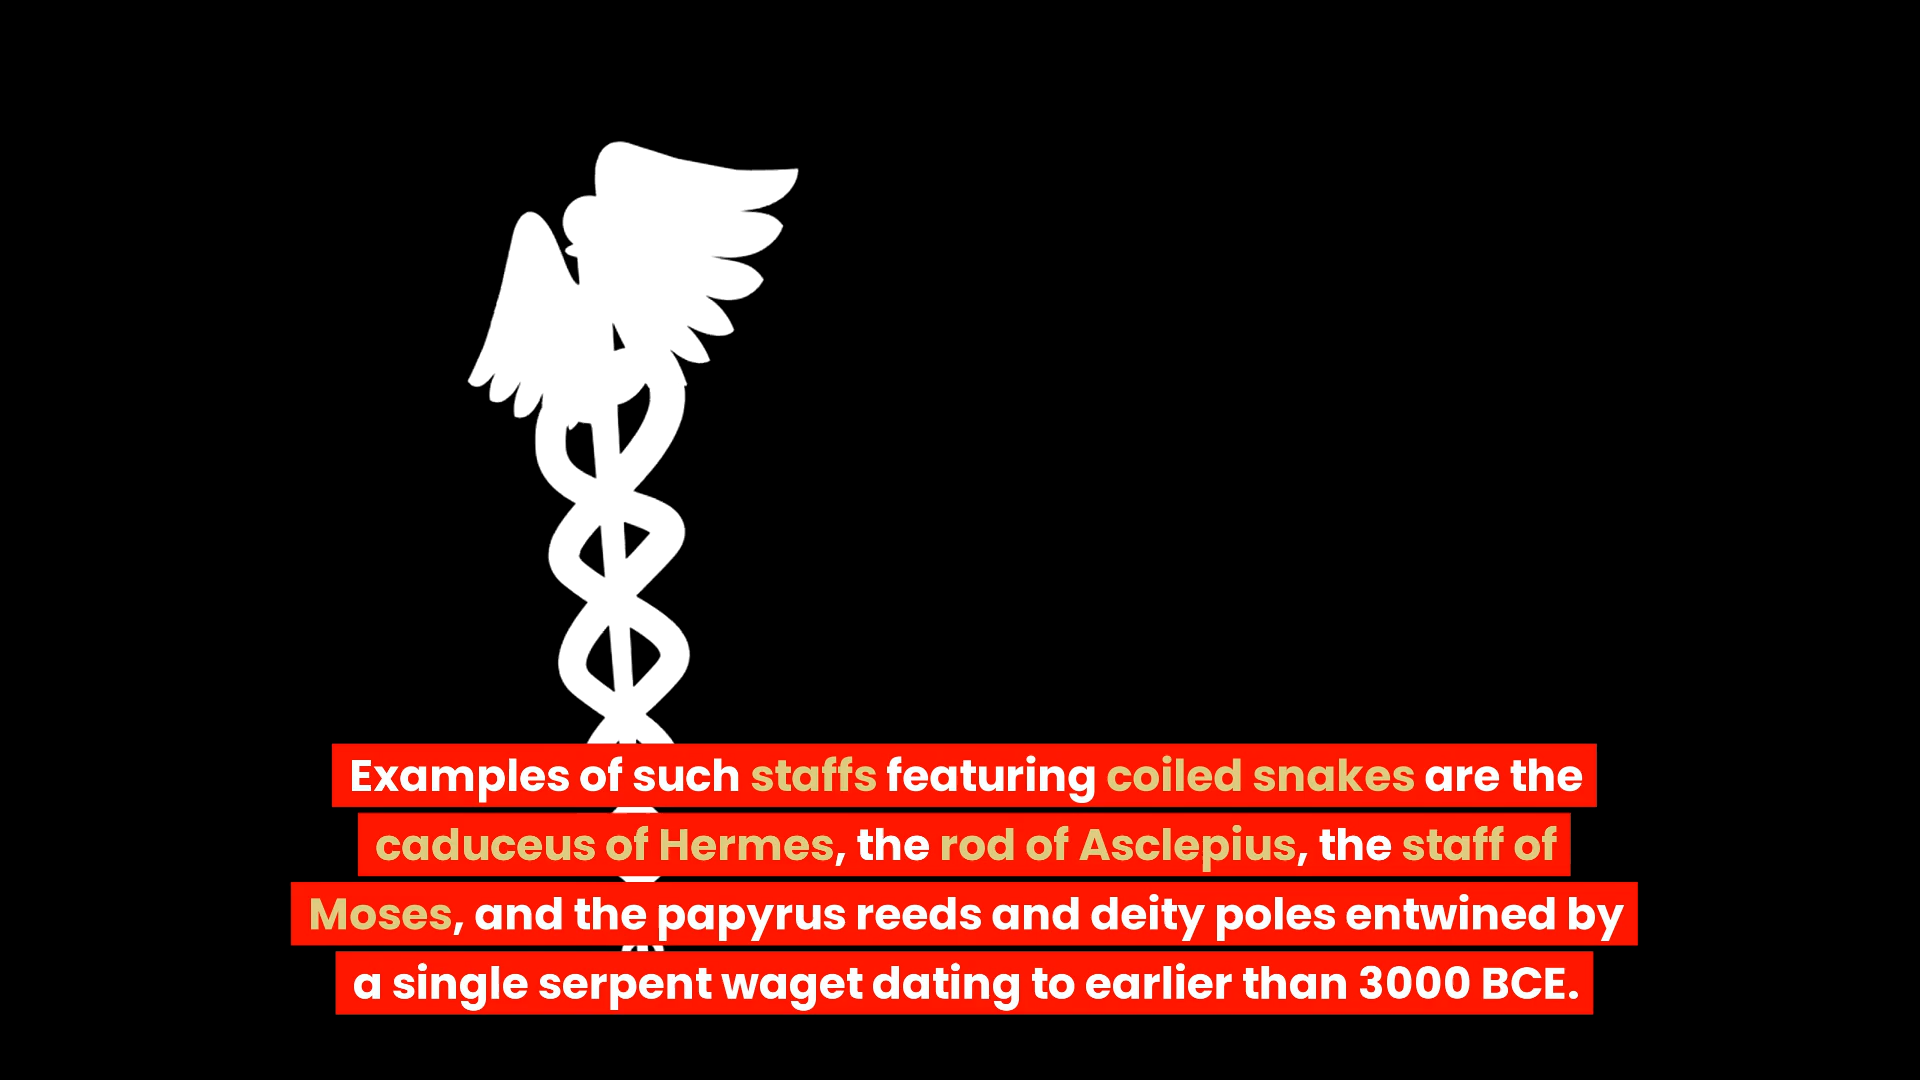 Examples of such staffs featuring coiled snakes are the
caduceus of Hermes, the rod of Asclepius, the staff of
Moses, and the papyrus reeds and deity poles entwined by
a single serpent waget dating to earlier than 3000 BCE.